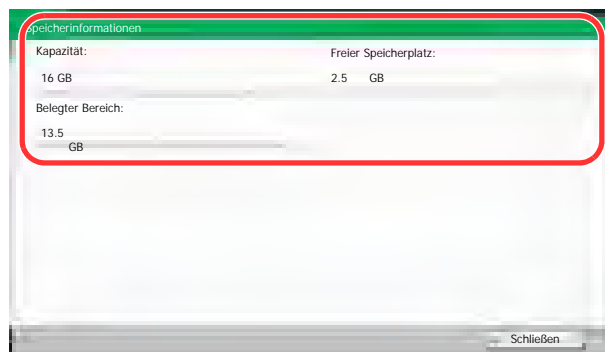 Speicherinformationen
Kapazität:
Freier Speicherplatz:
16 GB
2.5 GB
Belegter Bereich:
13.5
GB
Schließen